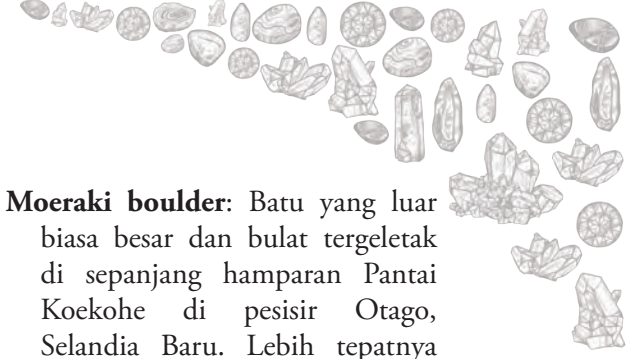 Moeraki boulder: Batu yang luar
biasa besar dan bulat tergeletak
di sepanjang hamparan Pantai
Koekohe di pesisir Otago,
Selandia Baru. Lebih tepatnya